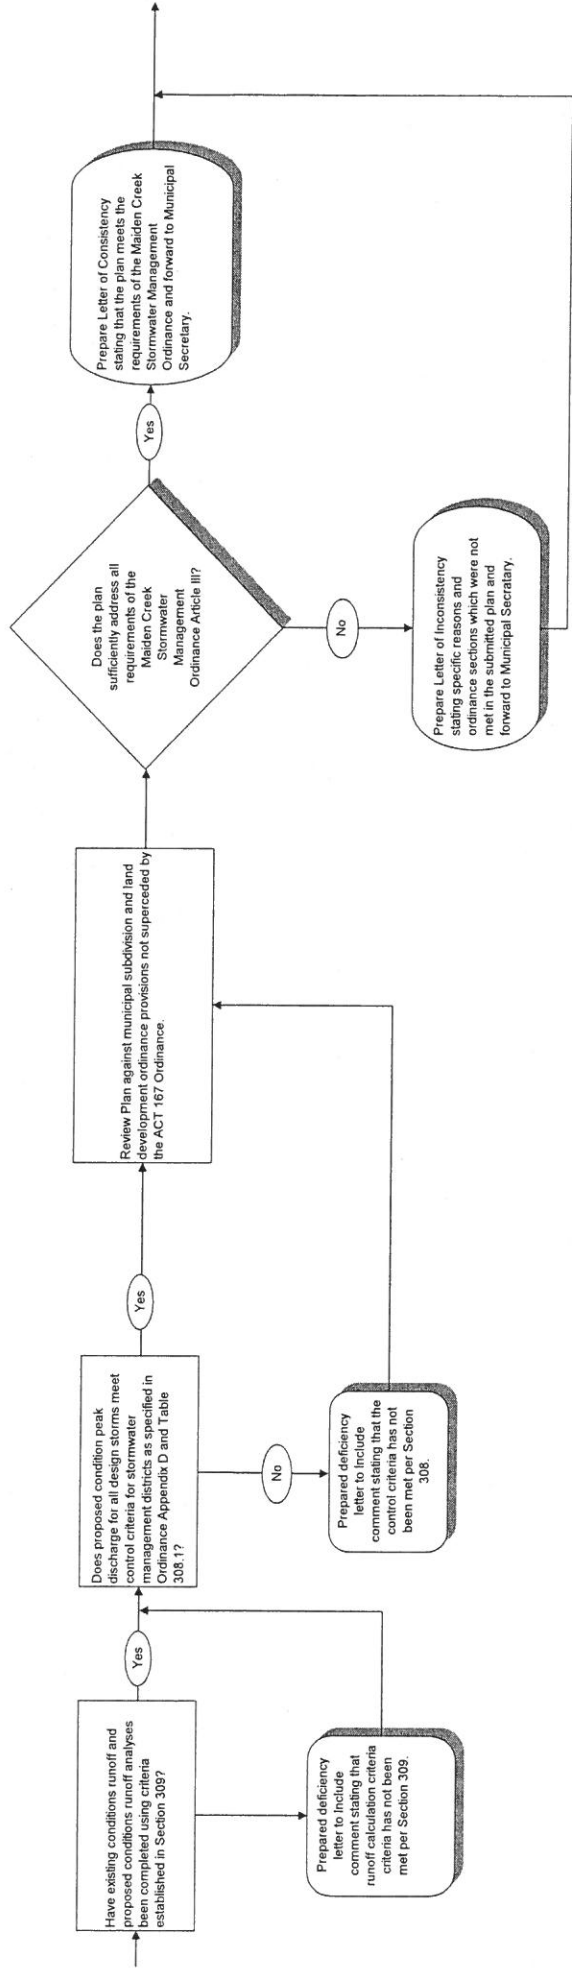 Have existing conditions runoff and
proposed conditions runoff analyses
been completed using criteria
established in Section 309?
Yes
Prepared deficiency
letter to Include
comment stating that
runoff calculation criteria
criteria has not been
met per Section 309.
Does proposed condition peak
discharge for all design storms meet
control criteria for stormwater
management districts as specified in
Ordinance Appendix D and Table
308.1?
Yes
No
Prepared deficiency
letter to Include
comment stating that the
control criteria has not
been met per Section
308.
Review Plan against municipal subdivision and land
development ordinance provisions not superceded by
the ACT 167 Ordinance.
Does the plan
sufficiently address all
requirements of the
Maiden Creek
Stormwater
Management
Ordinance Article III?
Yes
No
Prepare Letter of Consistency
stating that the plan meets the
requirements of the Maiden Creek
Stormwater Management
Ordinance and forward to Municipal
Secretary.
Prepare Letter of Inconsistency
stating specific reasons and
ordinance sections which were not
met in the submitted plan and
forward to Municipal Secratary.